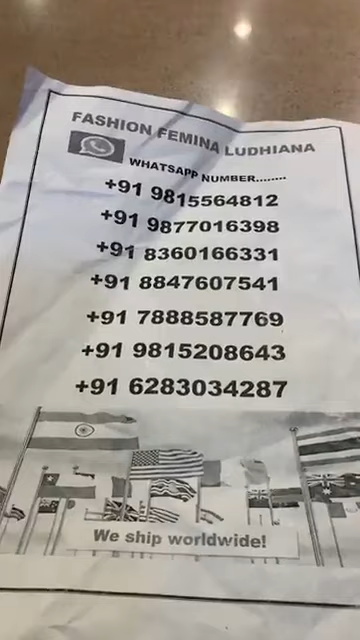 FASHION FEMINA LUDHIANA
WHATSAPP NUMBER........
+91 9815564812
+91 9877016398
+91 8360166331
+91 8847607541
+91 7888587769
+91 9815208643
+91 6283034287
We ship worldwide!